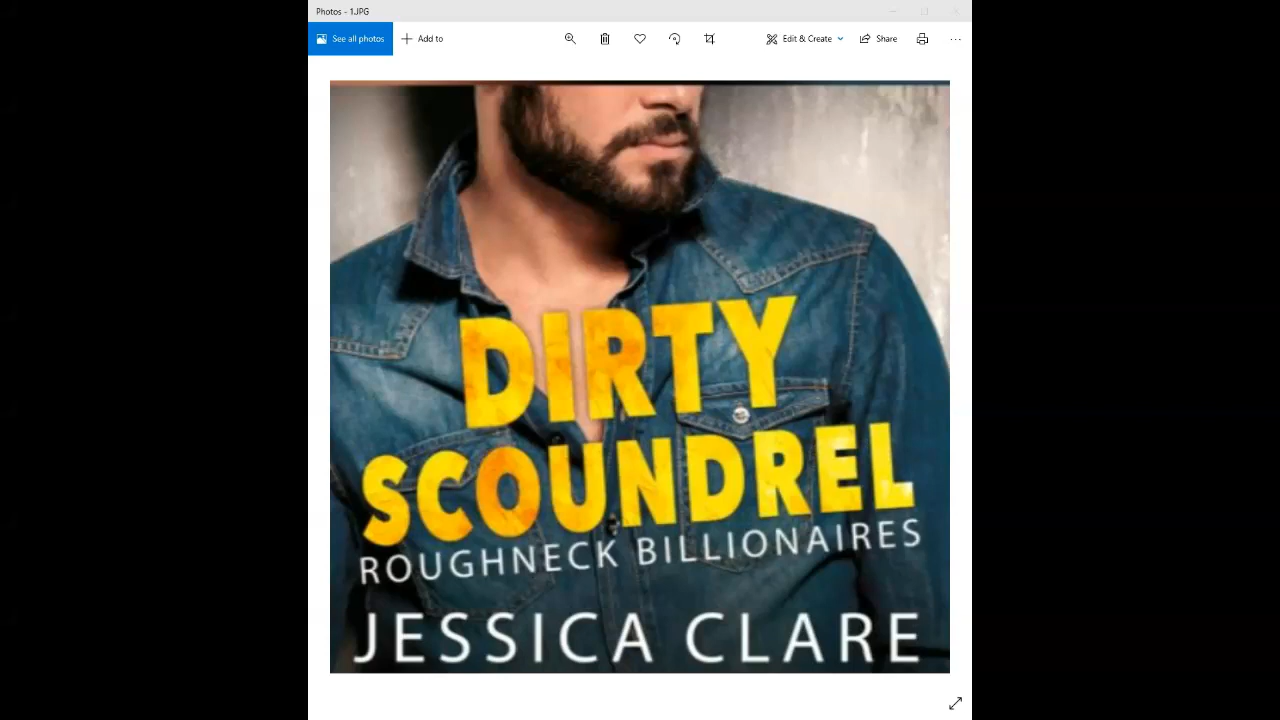 Photos - 1.JPG
See all photos
Add to
Edit & Create
Share
DIRTY
SCOUNDREL
ROUGHNECK BILLIONAIRES
JESSICA CLARE